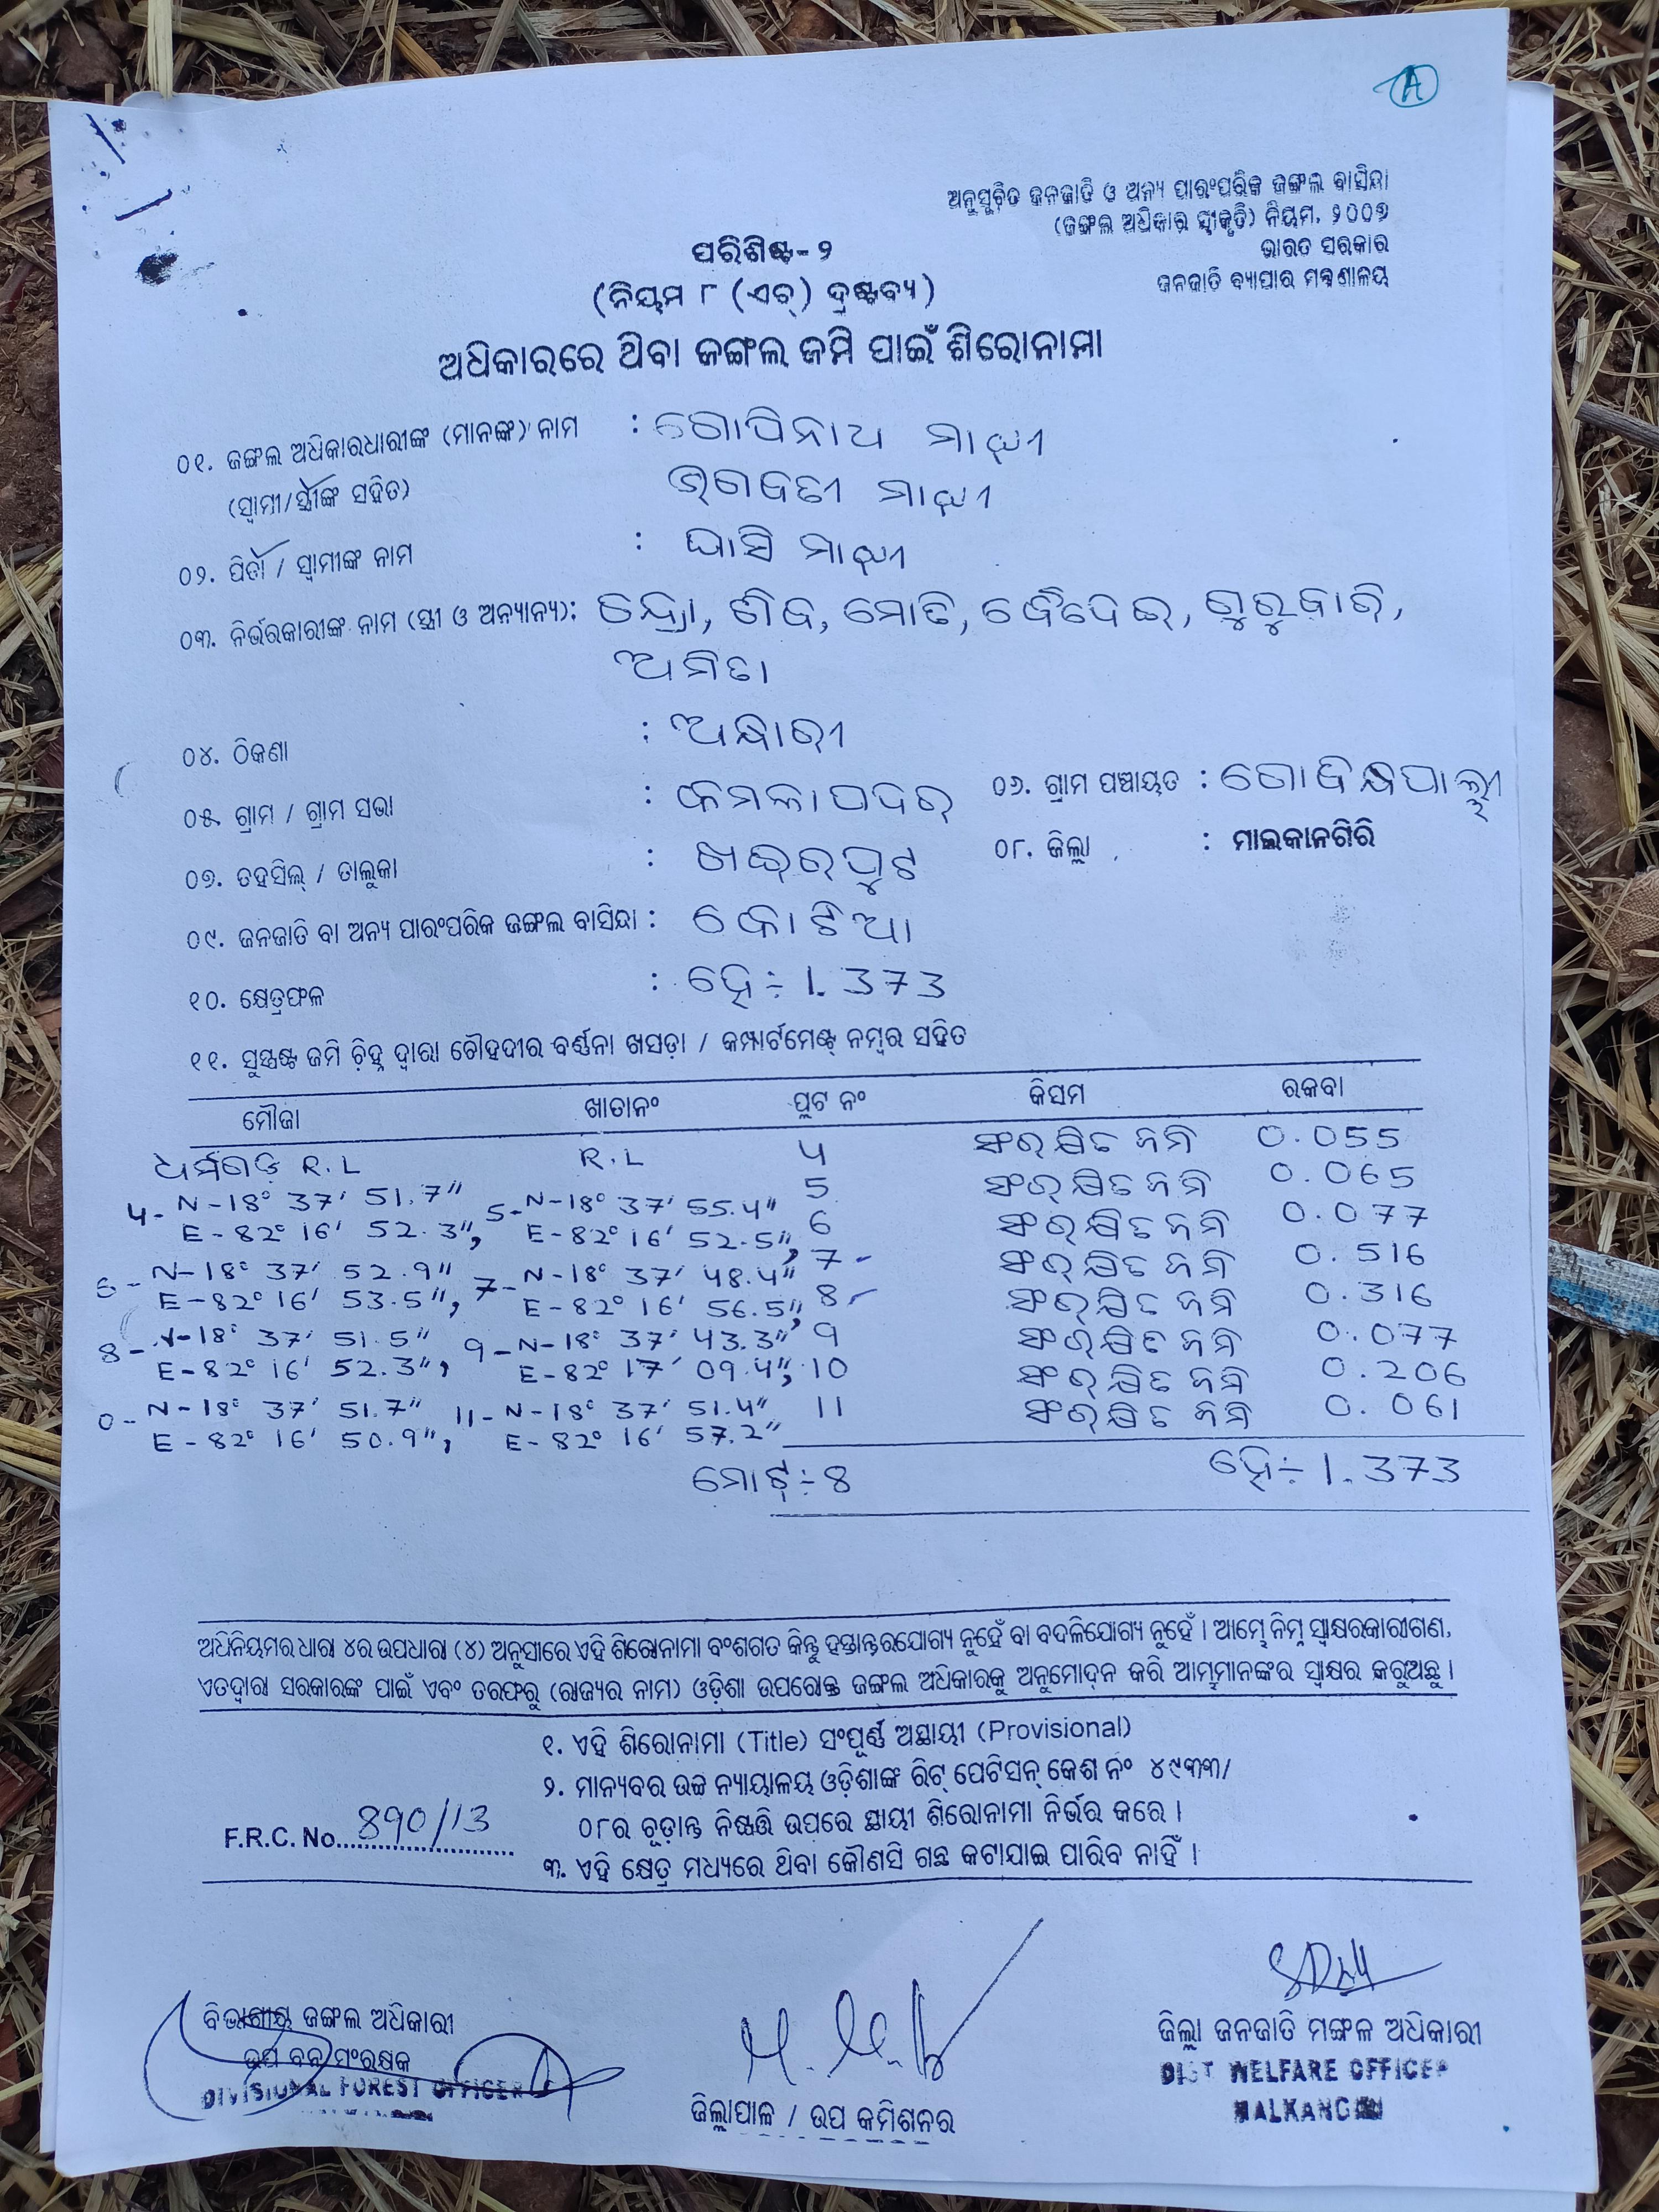 A
ଅନୁସୂଚିତ ଜନଜାତି ଓ ଅନ୍ୟ ପାରଂପରିକ ଜଙ୍ଗଲ ବାସିନ୍ଦା
(ଜଙ୍ଗଲ ଅଧିକାର ସ୍ୱୀକୃତି) ନିୟମ, ୨୦୦୭
ଭାରତ ସରକାର
ଜନଜାତି ବ୍ୟାପାର ମନ୍ତ୍ରଣାଳୟ
ପରିଶିଷ୍ଟ-୨
(ନିୟମ ୮ (ଏଚ୍) ଦ୍ରଷ୍ଟବ୍ୟ)
ଅଧିକାରରେ ଥିବା ଜଙ୍ଗଲ ଜମି ପାଇଁ ଶିରୋନାମା
୦୧. ଜଙ୍ଗଲ ଅଧିକାରଧାରୀଙ୍କ (ମାନଙ୍କ) ନାମ : ଗୋପିନାଥ ମାଝୀ
(ସ୍ୱାମୀ/ସ୍ତ୍ରୀଙ୍କ ସହିତ) ଭଗବତୀ ମାଝୀ
୦୨. ପିତା / ସ୍ୱାମୀଙ୍କ ନାମ : ଘାସି ମାଝୀ
୦୩. ନିର୍ଭରକାରୀଙ୍କ ନାମ (ସ୍ତ୍ରୀ ଓ ଅନ୍ୟାନ୍ୟ): ଚନ୍ଦ୍ରା, ଶିବ, ମୋତି, ବୈଦେଇ, ଗୁରୁବାରି,
ଅମିତା
୦୪. ଠିକଣା : ଅନ୍ଧାରୀ
୦୫. ଗ୍ରାମ / ଗ୍ରାମ ସଭା : କମଳାପଦର ୦୬. ଗ୍ରାମ ପଞ୍ଚାୟତ : ଗୋବିନ୍ଦପାଲ୍ଲୀ
୦୭. ତହସିଲ୍ / ତାଲୁକା : ଖଇରପୁଟ ୦୮. ଜିଲ୍ଲା : ମାଲକାନଗିରି
୦୯. ଜନଜାତି ବା ଅନ୍ୟ ପାରଂପରିକ ଜଙ୍ଗଲ ବାସିନ୍ଦା : କୋଟିଆ
୧୦. କ୍ଷେତ୍ରଫଳ : ହେ÷1.373
୧୧. ସୁସ୍ପଷ୍ଟ ଜମି ଚିହ୍ନ ଦ୍ୱାରା ଚୌହଦୀର ବର୍ଣ୍ଣନା ଖସଡ଼ା / କମ୍ପାର୍ଟମେଣ୍ଟ୍ ନମ୍ବର ସହିତ
ମୌଜା ଖାତାନଂ ପ୍ଲଟ ନଂ କିସମ ରକବା
ଧର୍ମଗଡ଼ି R.L R.L 4 ସଂରକ୍ଷିତ ଜମି 0.055
4- N-18° 37' 51.7" 5- N-18° 37' 55.4" 5 ସଂରକ୍ଷିତ ଜମି 0.065
E-82° 16' 52.3", E-82° 16' 52.5", 6 ସଂରକ୍ଷିତ ଜମି 0.077
6- N-18° 37' 52.9" 7- N-18° 37' 48.4" 7 - ସଂରକ୍ଷିତ ଜମି 0.516
E-82° 16' 53.5", E-82° 16' 56.5", 8 - ସଂରକ୍ଷିତ ଜମି 0.316
8- N-18° 37' 51.5" 9- N-18° 37' 43.3" 9 ସଂରକ୍ଷିତ ଜମି 0.077
E-82° 16' 52.3", E-82° 17' 09.4", 10 ସଂରକ୍ଷିତ ଜମି 0.206
0- N-18° 37' 51.7" 11- N-18° 37' 51.4" 11 ସଂରକ୍ଷିତ ଜମି 0.061
E-82° 16' 50.9", E-82° 16' 57.2"
ମୋଟ୍÷8 ହେ÷1.373
ଅଧିନିୟମର ଧାରା ୪ର ଉପଧାରା (୪) ଅନୁସାରେ ଏହି ଶିରୋନାମା ବଂଶଗତ କିନ୍ତୁ ହସ୍ତାନ୍ତରଯୋଗ୍ୟ ନୁହେଁ ବା ବଦଳିଯୋଗ୍ୟ ନୁହେଁ । ଆମ୍ଭେ ନିମ୍ନ ସ୍ୱାକ୍ଷରକାରୀଗଣ,
ଏତଦ୍ୱାରା ସରକାରଙ୍କ ପାଇଁ ଏବଂ ତରଫରୁ (ରାଜ୍ୟର ନାମ) ଓଡ଼ିଶା ଉପରୋକ୍ତ ଜଙ୍ଗଲ ଅଧିକାରକୁ ଅନୁମୋଦନ କରି ଆମ୍ଭମାନଙ୍କର ସ୍ୱାକ୍ଷର କରୁଅଛୁ ।
୧. ଏହି ଶିରୋନାମା (Title) ସଂପୂର୍ଣ୍ଣ ଅସ୍ଥାୟୀ (Provisional)
୨. ମାନ୍ୟବର ଉଚ୍ଚ ନ୍ୟାୟାଳୟ ଓଡ଼ିଶାଙ୍କ ରିଟ୍ ପେଟିସନ୍ କେଶ ନଂ ୪୯୩୩/
୦୮ର ଚୂଡ଼ାନ୍ତ ନିଷ୍ପତ୍ତି ଉପରେ ସ୍ଥାୟୀ ଶିରୋନାମା ନିର୍ଭର କରେ ।
F.R.C. No. 890/13
୩. ଏହି କ୍ଷେତ୍ର ମଧ୍ୟରେ ଥିବା କୌଣସି ଗଛ କଟାଯାଇ ପାରିବ ନାହିଁ ।
ବିଭାଗୀୟ ଜଙ୍ଗଲ ଅଧିକାରୀ
ଉପ ବନ ସଂରକ୍ଷକ
DIVISIONAL FOREST OFFICER
ଜିଲ୍ଲାପାଳ / ଉପ କମିଶନର
ଜିଲ୍ଲା ଜନଜାତି ମଙ୍ଗଳ ଅଧିକାରୀ
DIST WELFARE OFFICER
MALKANGIRI